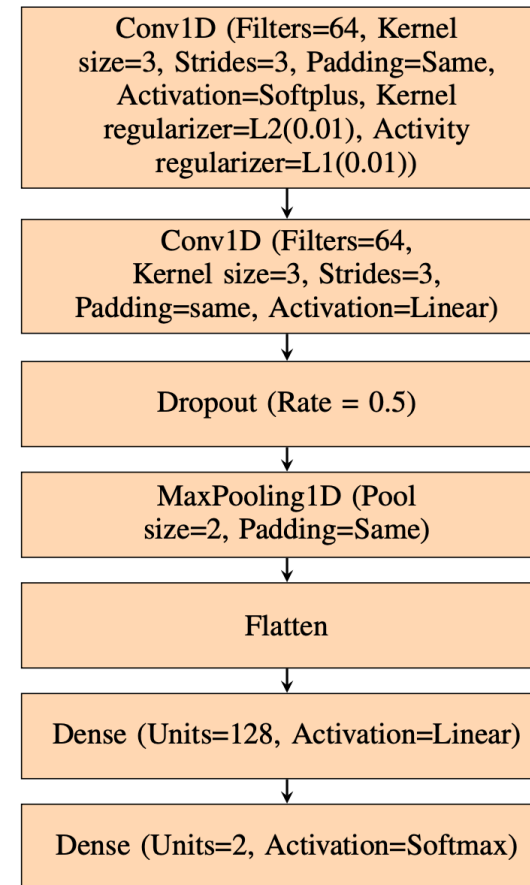 Conv1D (Filters=64, Kernel
size=3, Strides=3, Padding=Same,
Activation=Softplus, Kernel
regularizer=L2(0.01), Activity
regularizer=L1(0.01))
Conv1D (Filters=64,
Kernel size=3, Strides=3,
Padding=same, Activation=Linear)
Dropout (Rate = 0.5)
MaxPooling1D (Pool
size=2, Padding=Same)
Flatten
Dense (Units=128, Activation=Linear)
Dense (Units=2, Activation=Softmax)